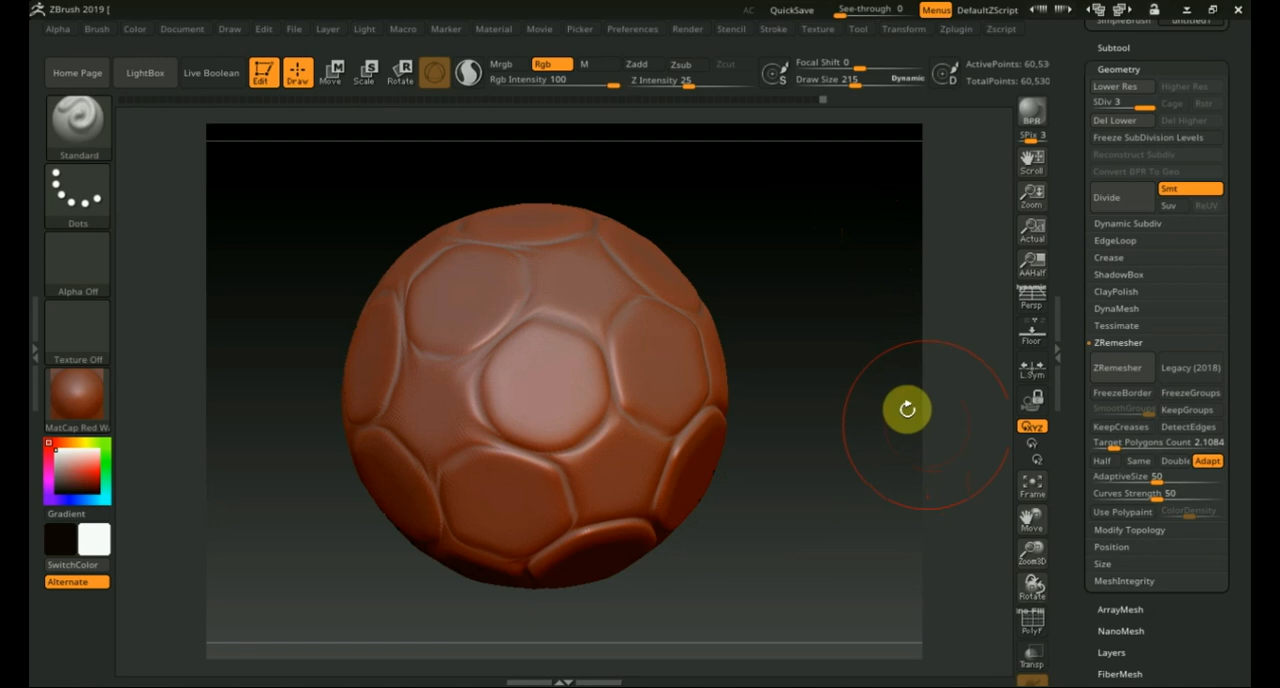 ZBrush 2019 [
AC QuickSave See-through 0 Menus DefaultZScript
Alpha Brush Color Document Draw Edit File Layer Light Macro Marker Material Movie Picker Preferences Render Stencil Stroke Texture Tool Transform Zplugin Zscript
Home Page LightBox Live Boolean Edit Draw Move Scale Rotate
Mrgb Rgb M Zadd Zsub Zcut
Rgb Intensity 100 Z Intensity 25
Focal Shift 0
Draw Size 215 Dynamic
ActivePoints: 60,53
TotalPoints: 60,530
Standard
Dots
Alpha Off
Texture Off
MatCap Red Wa
Gradient
SwitchColor
Alternate
BPR
SPix 3
Scroll
Zoom
Actual
AAHalf
Persp
Floor
L.Sym
XYZ
Frame
Move
Zoom3D
Rotate
PolyF
Transp
SimpleBrush
Subtool
Geometry
Lower Res Higher Res
SDiv 3 Cage Rstr
Del Lower Del Higher
Freeze SubDivision Levels
Reconstruct Subdiv
Convert BPR To Geo
Divide Smt
Suv ReUV
Dynamic Subdiv
EdgeLoop
Crease
ShadowBox
ClayPolish
DynaMesh
Tessimate
ZRemesher
ZRemesher Legacy (2018)
FreezeBorder FreezeGroups
SmoothGroups KeepGroups
KeepCreases DetectEdges
Target Polygons Count 2.1084
Half Same Double Adapt
AdaptiveSize 50
Curves Strength 50
Use Polypaint ColorDensity
Modify Topology
Position
Size
MeshIntegrity
ArrayMesh
NanoMesh
Layers
FiberMesh